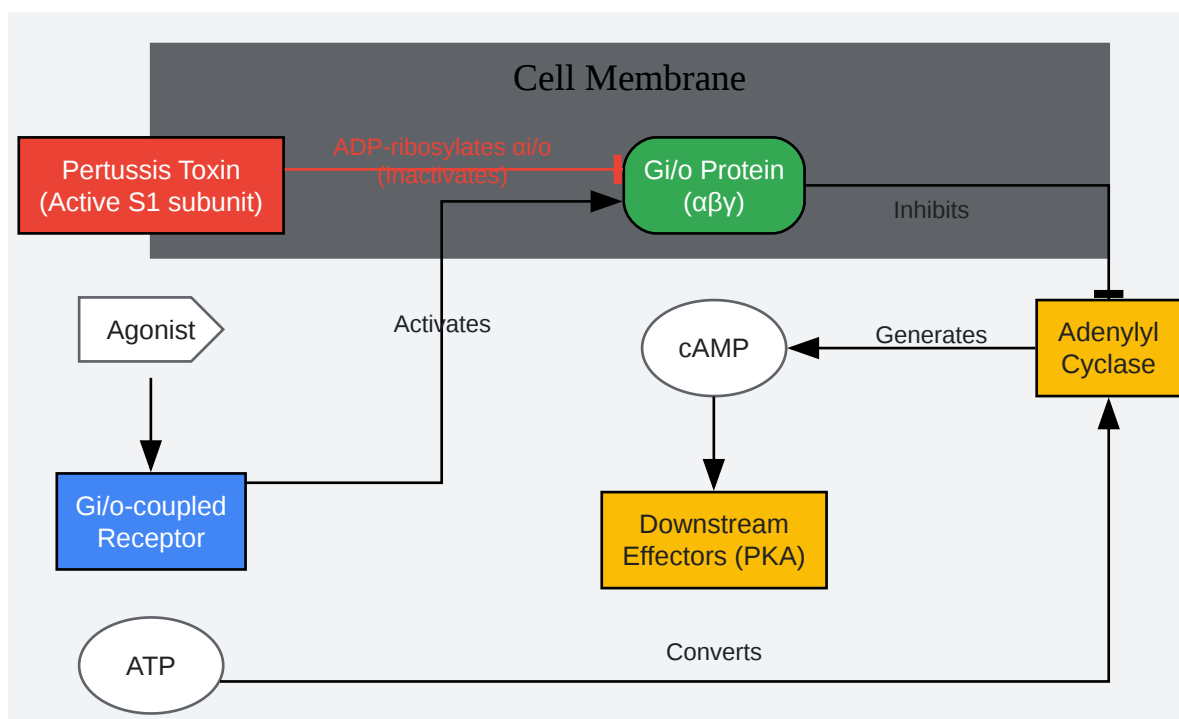 Cell Membrane
Pertussis Toxin
(Active S1 subunit)
ADP-ribosylates αi/o
(Inactivates)
Gi/o Protein
(αβγ)
Inhibits
Agonist
Activates
cAMP
Generates
Adenylyl
Cyclase
Gi/o-coupled
Receptor
Downstream
Effectors (PKA)
ATP
Converts